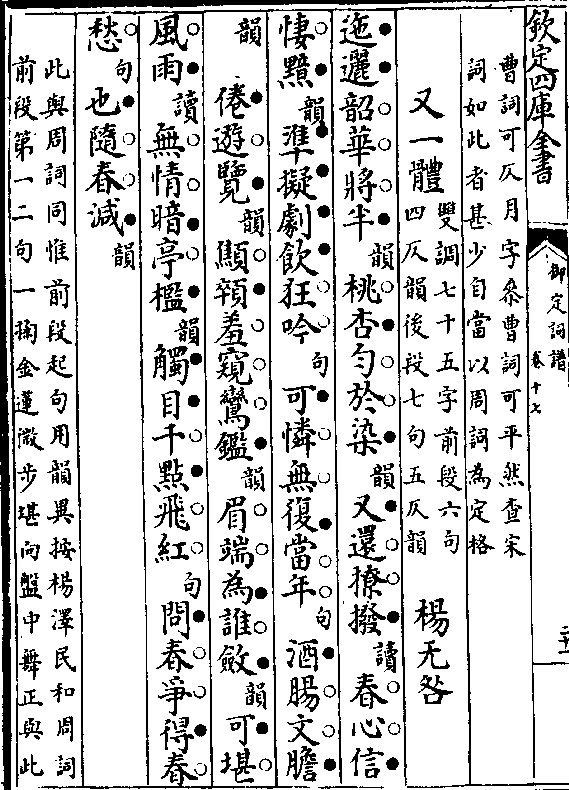 欽定四庫全書
御定詞譜
卷十七
曹詞可仄月字叅曹詞可平然查宋
詞如此者甚少自當以周詞為定格
又一體
雙調七十五字前段六句
四仄韻後段七句五仄韻
楊无咎
迤邐韶華將半韻桃杏勻於染韻又還撩撥讀春心信
悽黯韻準擬劇飲狂吟句可憐無復當年句酒腸文膽
韻　倦遊覽韻顦顇羞窺鸞鑑韻眉端為誰斂韻可堪
風雨讀無情暗亭檻韻觸目千點飛紅句問春爭得春
愁句也隨春減韻
此與周詞同惟前段起句用韻異按楊澤民和周詞
前段第一二句一掬金蓮微步堪向盤中舞正與此